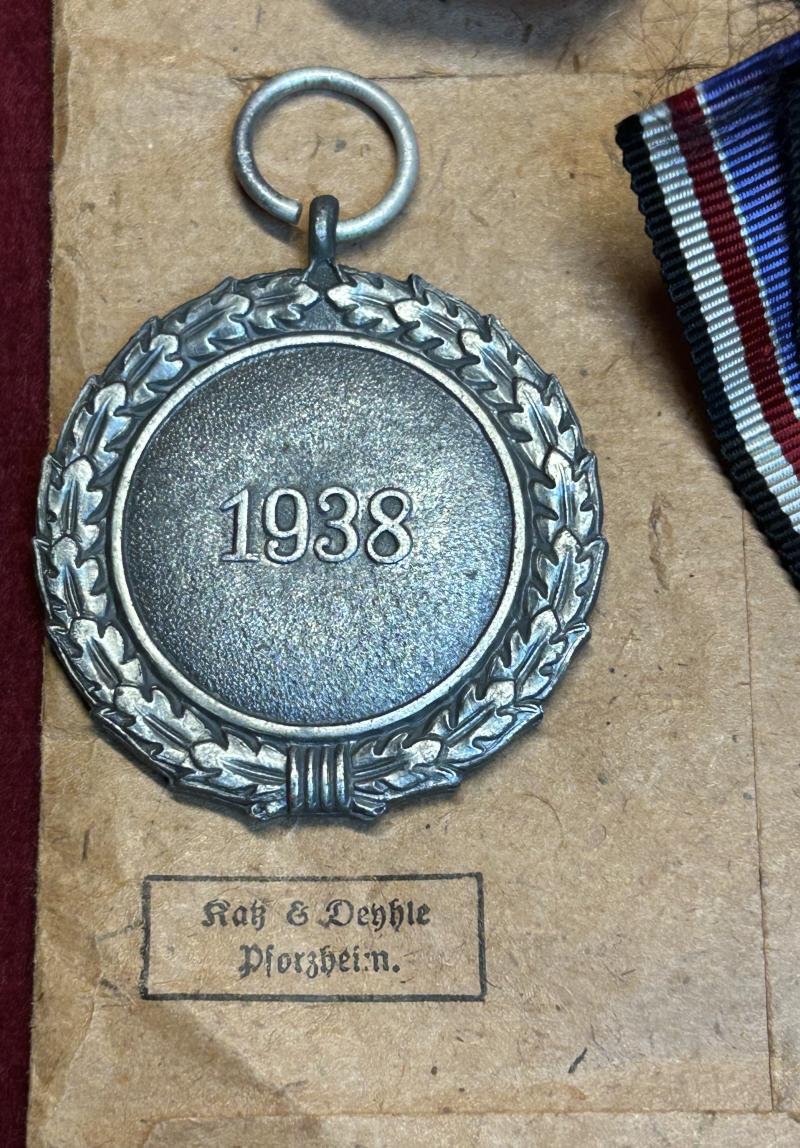 1938
Katz & Deyhle
Pforzheim.